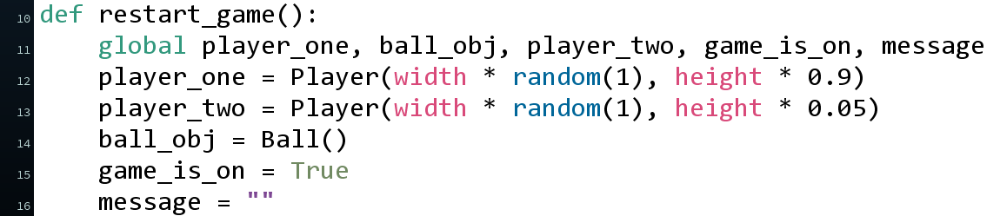 10 def restart_game():
11     global player_one, ball_obj, player_two, game_is_on, message
12     player_one = Player(width * random(1), height * 0.9)
13     player_two = Player(width * random(1), height * 0.05)
14     ball_obj = Ball()
15     game_is_on = True
16     message = ""